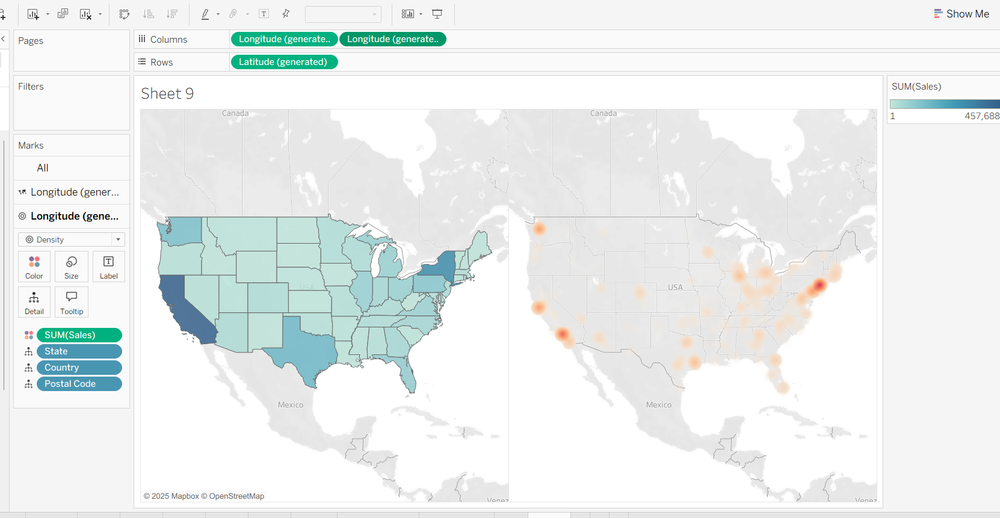 Show Me
Pages
Columns
Longitude (generate..
Longitude (generate..
Rows
Latitude (generated)
Filters
Sheet 9
SUM(Sales)
1
457,688
Marks
All
Longitude (gener...
Longitude (gene...
Density
Color
Size
T
Label
Detail
Tooltip
SUM(Sales)
State
Country
Postal Code
Canada
USA
Mexico
Venez
© 2025 Mapbox © OpenStreetMap
Canada
USA
Mexico
Venez